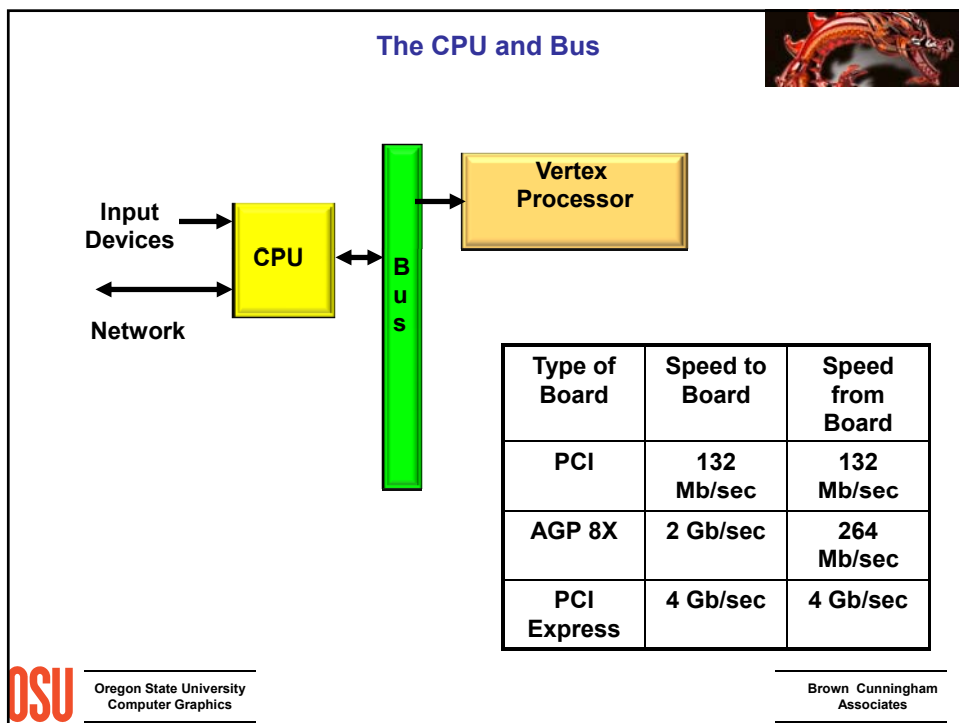 The CPU and Bus
Vertex
Processor
Input
Devices
CPU
B
u
s
Network
Type of
Board
Speed to
Board
Speed
from
Board
PCI
132
Mb/sec
132
Mb/sec
AGP 8X
2 Gb/sec
264
Mb/sec
PCI
Express
4 Gb/sec
4 Gb/sec
OSU
Oregon State University
Computer Graphics
Brown Cunningham
Associates